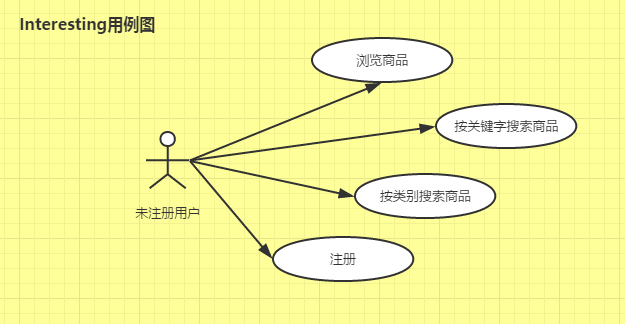 Interesting用例图
浏览商品
按关键字搜索商品
按类别搜索商品
未注册用户
注册